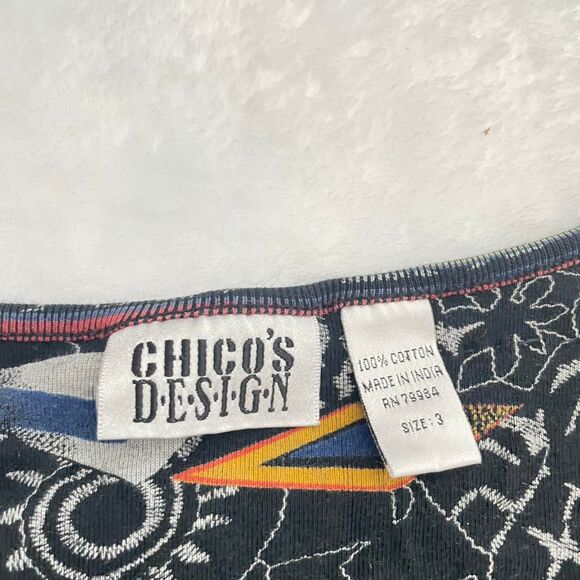 CHICO'S
D·E·S·I·G·N
100% COTTON
MADE IN INDIA
RN 79984
SIZE: 3